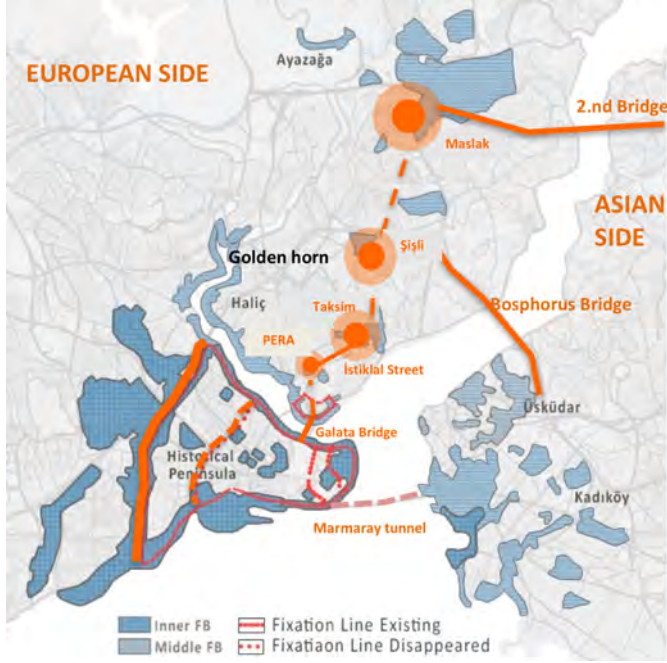 Ayazağa
EUROPEAN SIDE
2.nd Bridge
Maslak
ASIAN
SIDE
Şişli
Golden horn
Haliç
Taksim
Bosphorus Bridge
PERA
İstiklal Street
Üsküdar
Galata Bridge
Historical
Peninsula
Kadıköy
Marmaray tunnel
Inner FB
Fixation Line Existing
Middle FB
Fixatiaon Line Disappeared